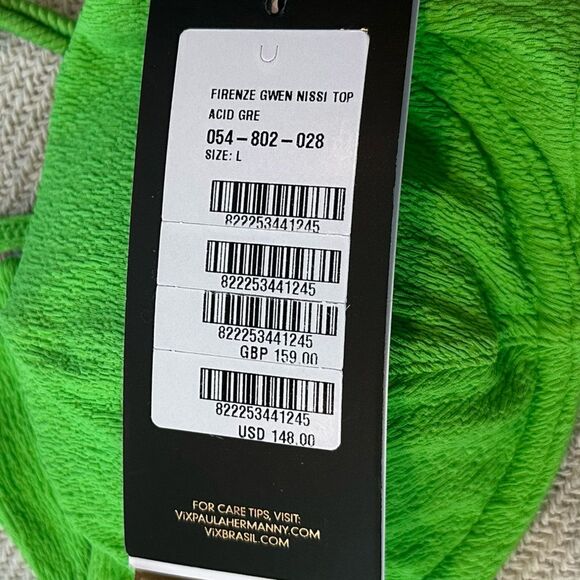 FIRENZE GWEN NISSI TOP
ACID GRE
054-802-028
SIZE: L
822253441245
822253441245
822253441245
GBP 159.00
822253441245
USD 148.00
FOR CARE TIPS, VISIT:
ViXPAULAHERMANNY.COM
ViXBRASIL.COM